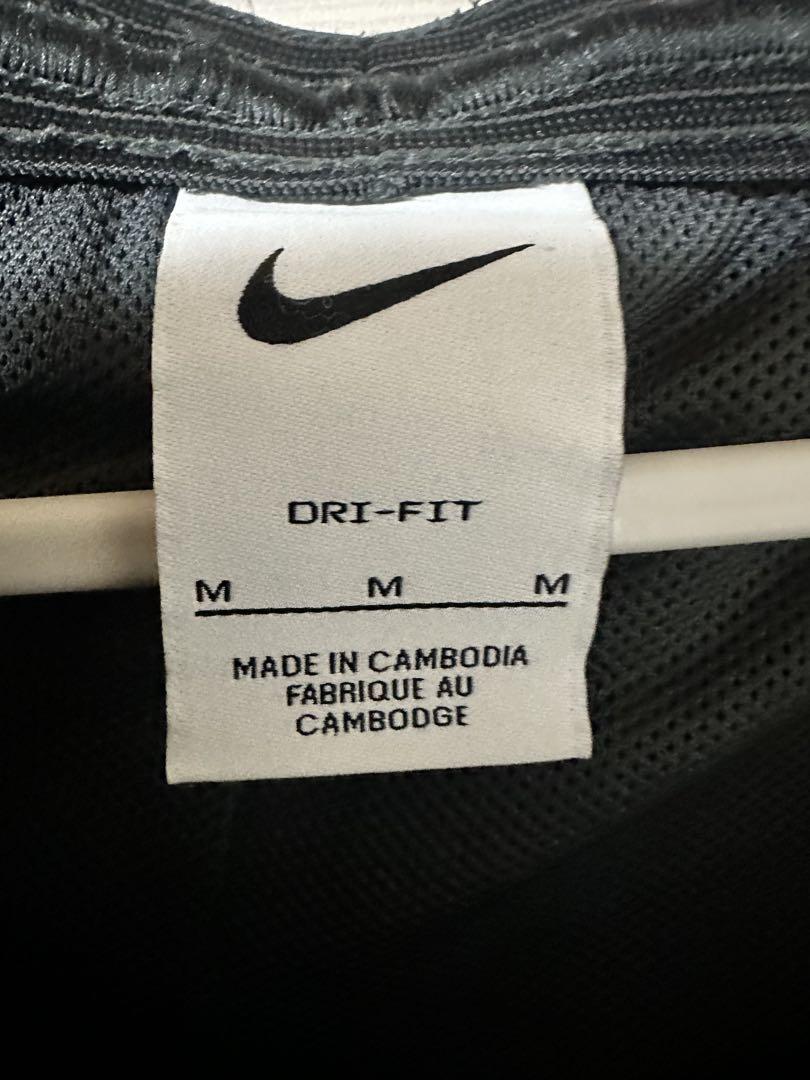 DRI-FIT
M M M
MADE IN CAMBODIA
FABRIQUE AU
CAMBODGE